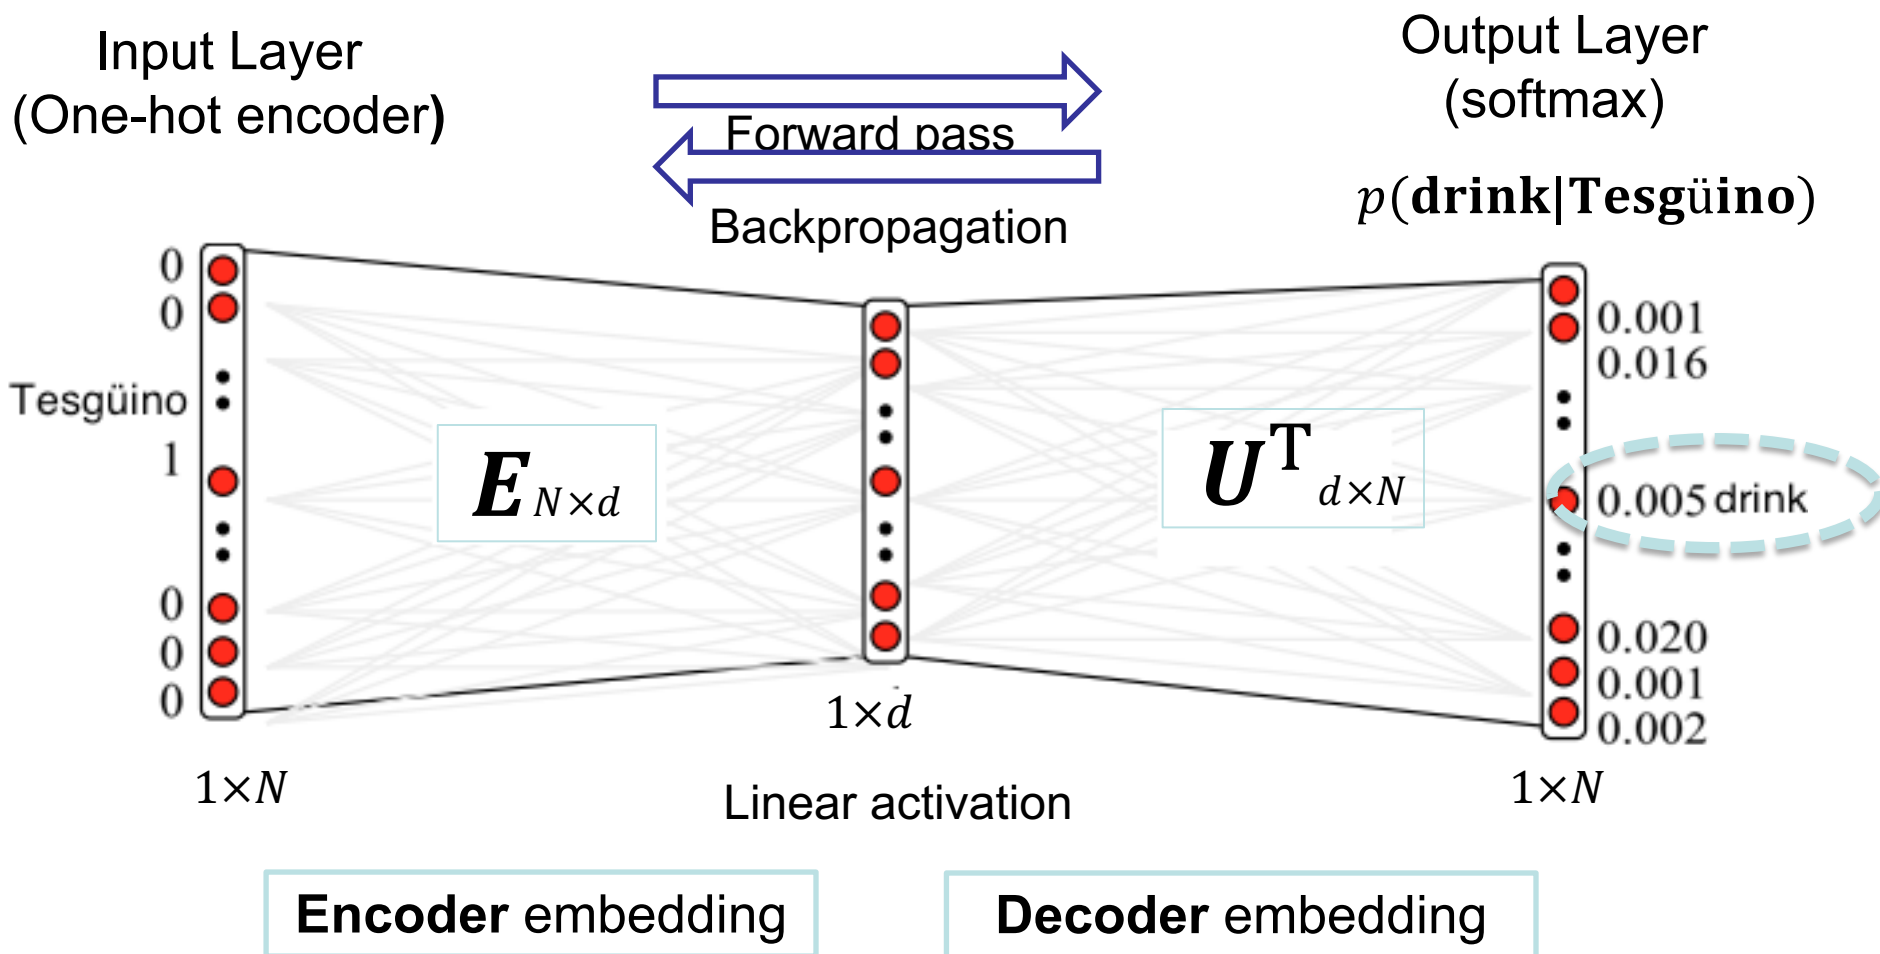 Input Layer
(One-hot encoder)
Forward pass
Backpropagation
Output Layer
(softmax)
p(drink|Tesgüino)
0
0
Tesgüino
1
0
0
0
1×N
E N×d
1×d
Linear activation
U^T d×N
0.001
0.016
0.005 drink
0.020
0.001
0.002
1×N
Encoder embedding
Decoder embedding